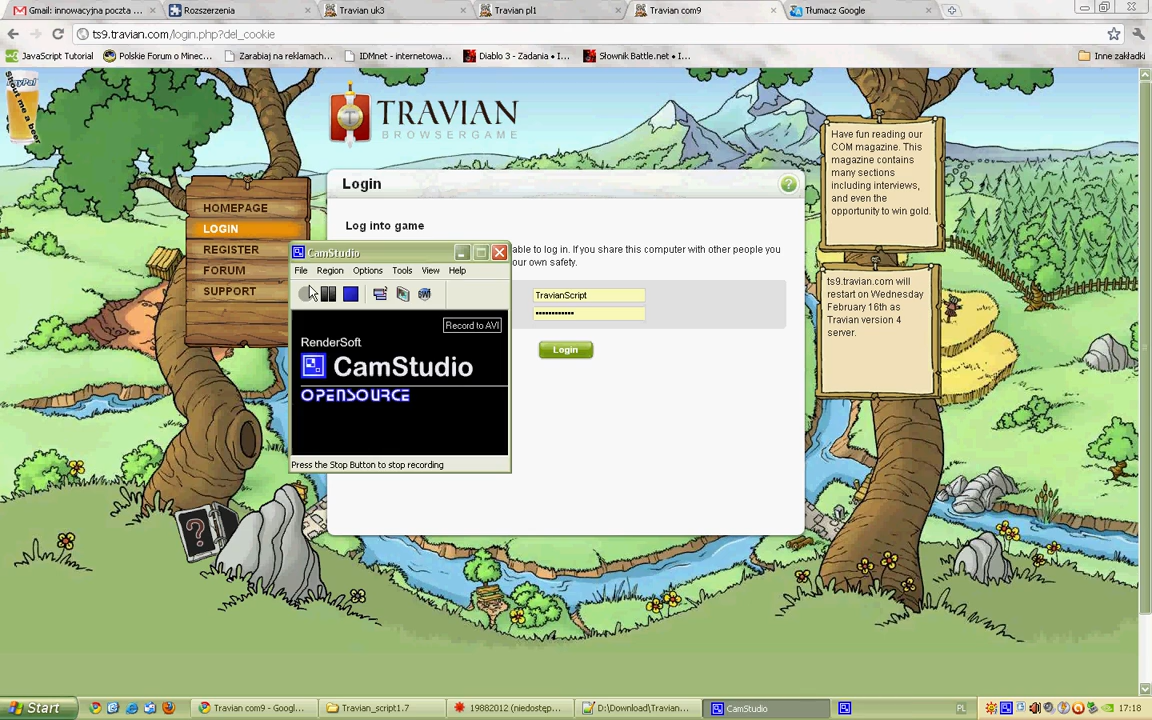 Gmail: innowacyjna poczta ...
Rozszerzenia
Travian uk3
Travian pl1
Travian com9
Tłumacz Google
ts9.travian.com/login.php?del_cookie
JavaScript Tutorial
Polskie Forum o Minec...
Zarabiaj na reklamach...
IDMnet - internetowa...
Diablo 3 - Zadania • I...
Słownik Battle.net • I...
Inne zakładki
PayPal
Shout me a beer
TRAVIAN
BROWSERGAME
HOMEPAGE
LOGIN
REGISTER
FORUM
SUPPORT
Login
?
Log into game
able to log in. If you share this computer with other people you
our own safety.
TravianScript
••••••••••••
Login
CamStudio
File Region Options Tools View Help
Record to AVI
RenderSoft
CamStudio
OPENSOURCE
Press the Stop Button to stop recording
Have fun reading our
COM magazine. This
magazine contains
many sections
including interviews,
and even the
opportunity to win gold.
ts9.travian.com will
restart on Wednesday
February 16th as
Travian version 4
server.
?
Start
Travian com9 - Googl...
Travian_script1.7
19882012 (niedostęp...
D:\Download\Travian...
CamStudio
PL
17:18